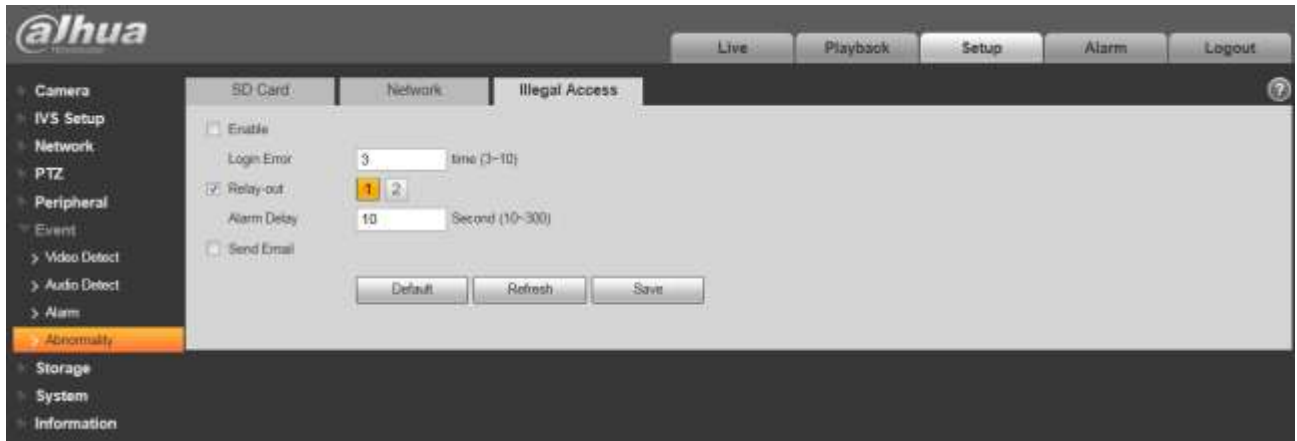 alhua
TECHNOLOGY
Live Playback Setup Alarm Logout
Camera
IVS Setup
Network
PTZ
Peripheral
Event
Video Detect
Audio Detect
Alarm
Abnormality
Storage
System
Information
SD Card Network Illegal Access
?
Enable
Login Error 3 time (3~10)
Relay-out 1 2
Alarm Delay 10 Second (10~300)
Send Email
Default Refresh Save